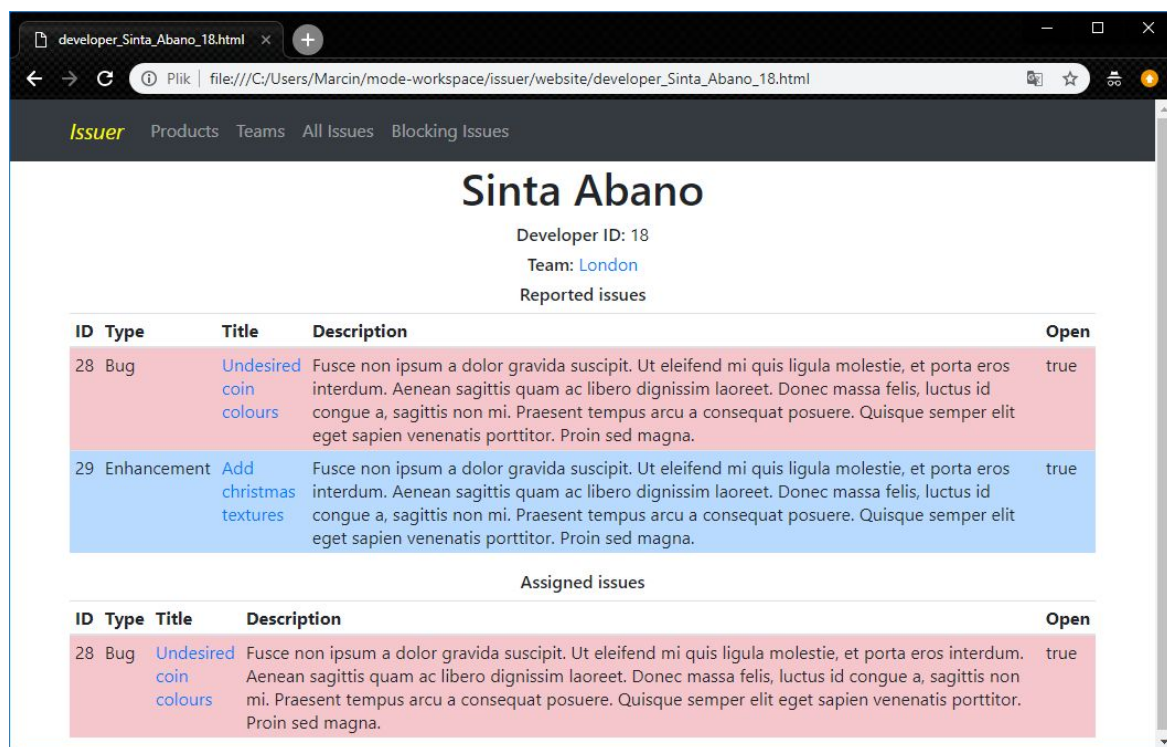 developer_Sinta_Abano_18.html
Plik | file:///C:/Users/Marcin/mode-workspace/issuer/website/developer_Sinta_Abano_18.html
Issuer Products Teams All Issues Blocking Issues
Sinta Abano
Developer ID: 18
Team: London
Reported issues
ID Type Title Description Open
28 Bug Undesired Fusce non ipsum a dolor gravida suscipit. Ut eleifend mi quis ligula molestie, et porta eros true
coin interdum. Aenean sagittis quam ac libero dignissim laoreet. Donec massa felis, luctus id
colours congue a, sagittis non mi. Praesent tempus arcu a consequat posuere. Quisque semper elit
eget sapien venenatis porttitor. Proin sed magna.
29 Enhancement Add Fusce non ipsum a dolor gravida suscipit. Ut eleifend mi quis ligula molestie, et porta eros true
christmas interdum. Aenean sagittis quam ac libero dignissim laoreet. Donec massa felis, luctus id
textures congue a, sagittis non mi. Praesent tempus arcu a consequat posuere. Quisque semper elit
eget sapien venenatis porttitor. Proin sed magna.
Assigned issues
ID Type Title Description Open
28 Bug Undesired Fusce non ipsum a dolor gravida suscipit. Ut eleifend mi quis ligula molestie, et porta eros interdum. true
coin Aenean sagittis quam ac libero dignissim laoreet. Donec massa felis, luctus id congue a, sagittis non
colours mi. Praesent tempus arcu a consequat posuere. Quisque semper elit eget sapien venenatis porttitor.
Proin sed magna.